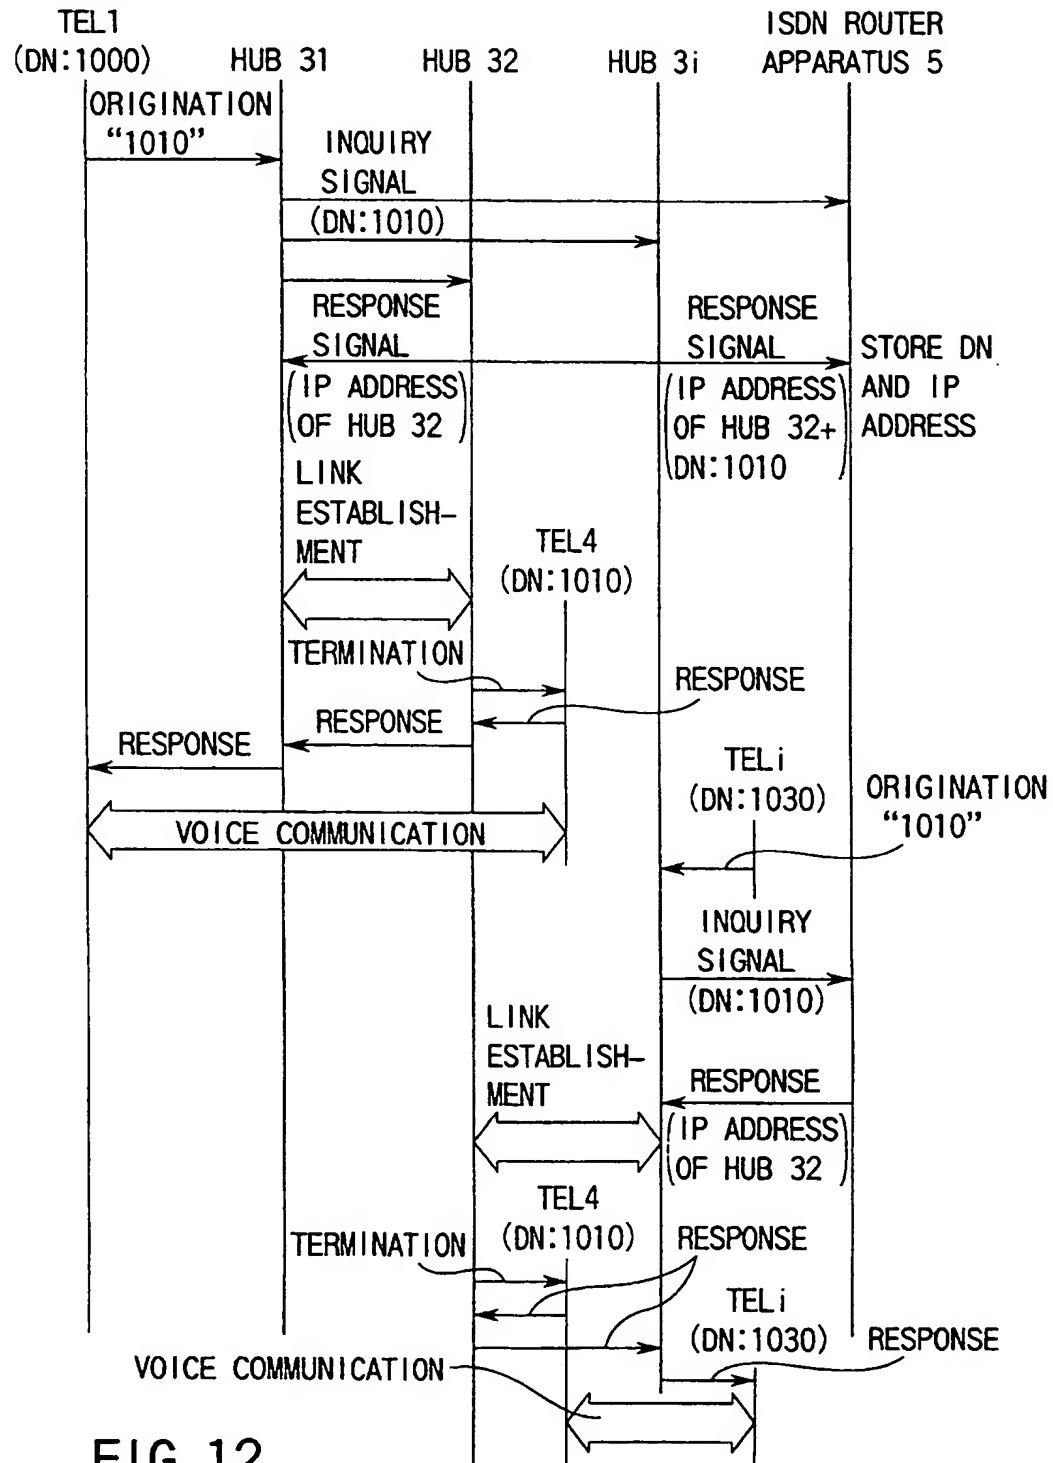 TEL1
(DN:1000)
HUB 31
HUB 32
HUB 3i
ISDN ROUTER
APPARATUS 5
ORIGINATION
“1010”
INQUIRY
SIGNAL
(DN:1010)
RESPONSE
SIGNAL
(IP ADDRESS
OF HUB 32)
RESPONSE
SIGNAL
(IP ADDRESS
OF HUB 32+
DN:1010)
STORE DN
AND IP
ADDRESS
LINK
ESTABLISH-
MENT
TEL4
(DN:1010)
TERMINATION
RESPONSE
RESPONSE
RESPONSE
VOICE COMMUNICATION
TELi
(DN:1030)
ORIGINATION
“1010”
INQUIRY
SIGNAL
(DN:1010)
LINK
ESTABLISH-
MENT
RESPONSE
(IP ADDRESS
OF HUB 32)
TEL4
(DN:1010)
TERMINATION
RESPONSE
TELi
(DN:1030)
RESPONSE
VOICE COMMUNICATION
FIG.12